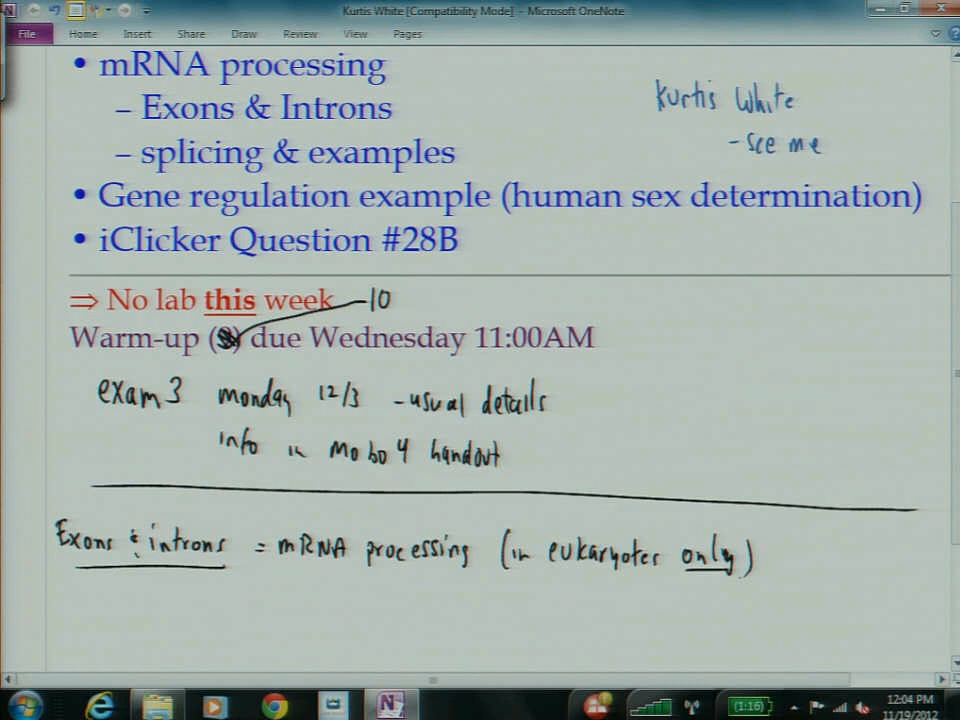 Kurtis White [Compatibility Mode] - Microsoft OneNote
File Home Insert Share Draw Review View Pages
• mRNA processing
– Exons & Introns
– splicing & examples
Kurtis White
- see me
• Gene regulation example (human sex determination)
• iClicker Question #28B
⇒ No lab this week
-10
Warm-up ( ) due Wednesday 11:00AM
exam 3 monday 12/3 - usual details
info in Mobo 4 handout
Exons & introns = mRNA processing (in eukaryotes only)
(1:16)
12:04 PM
11/19/2012